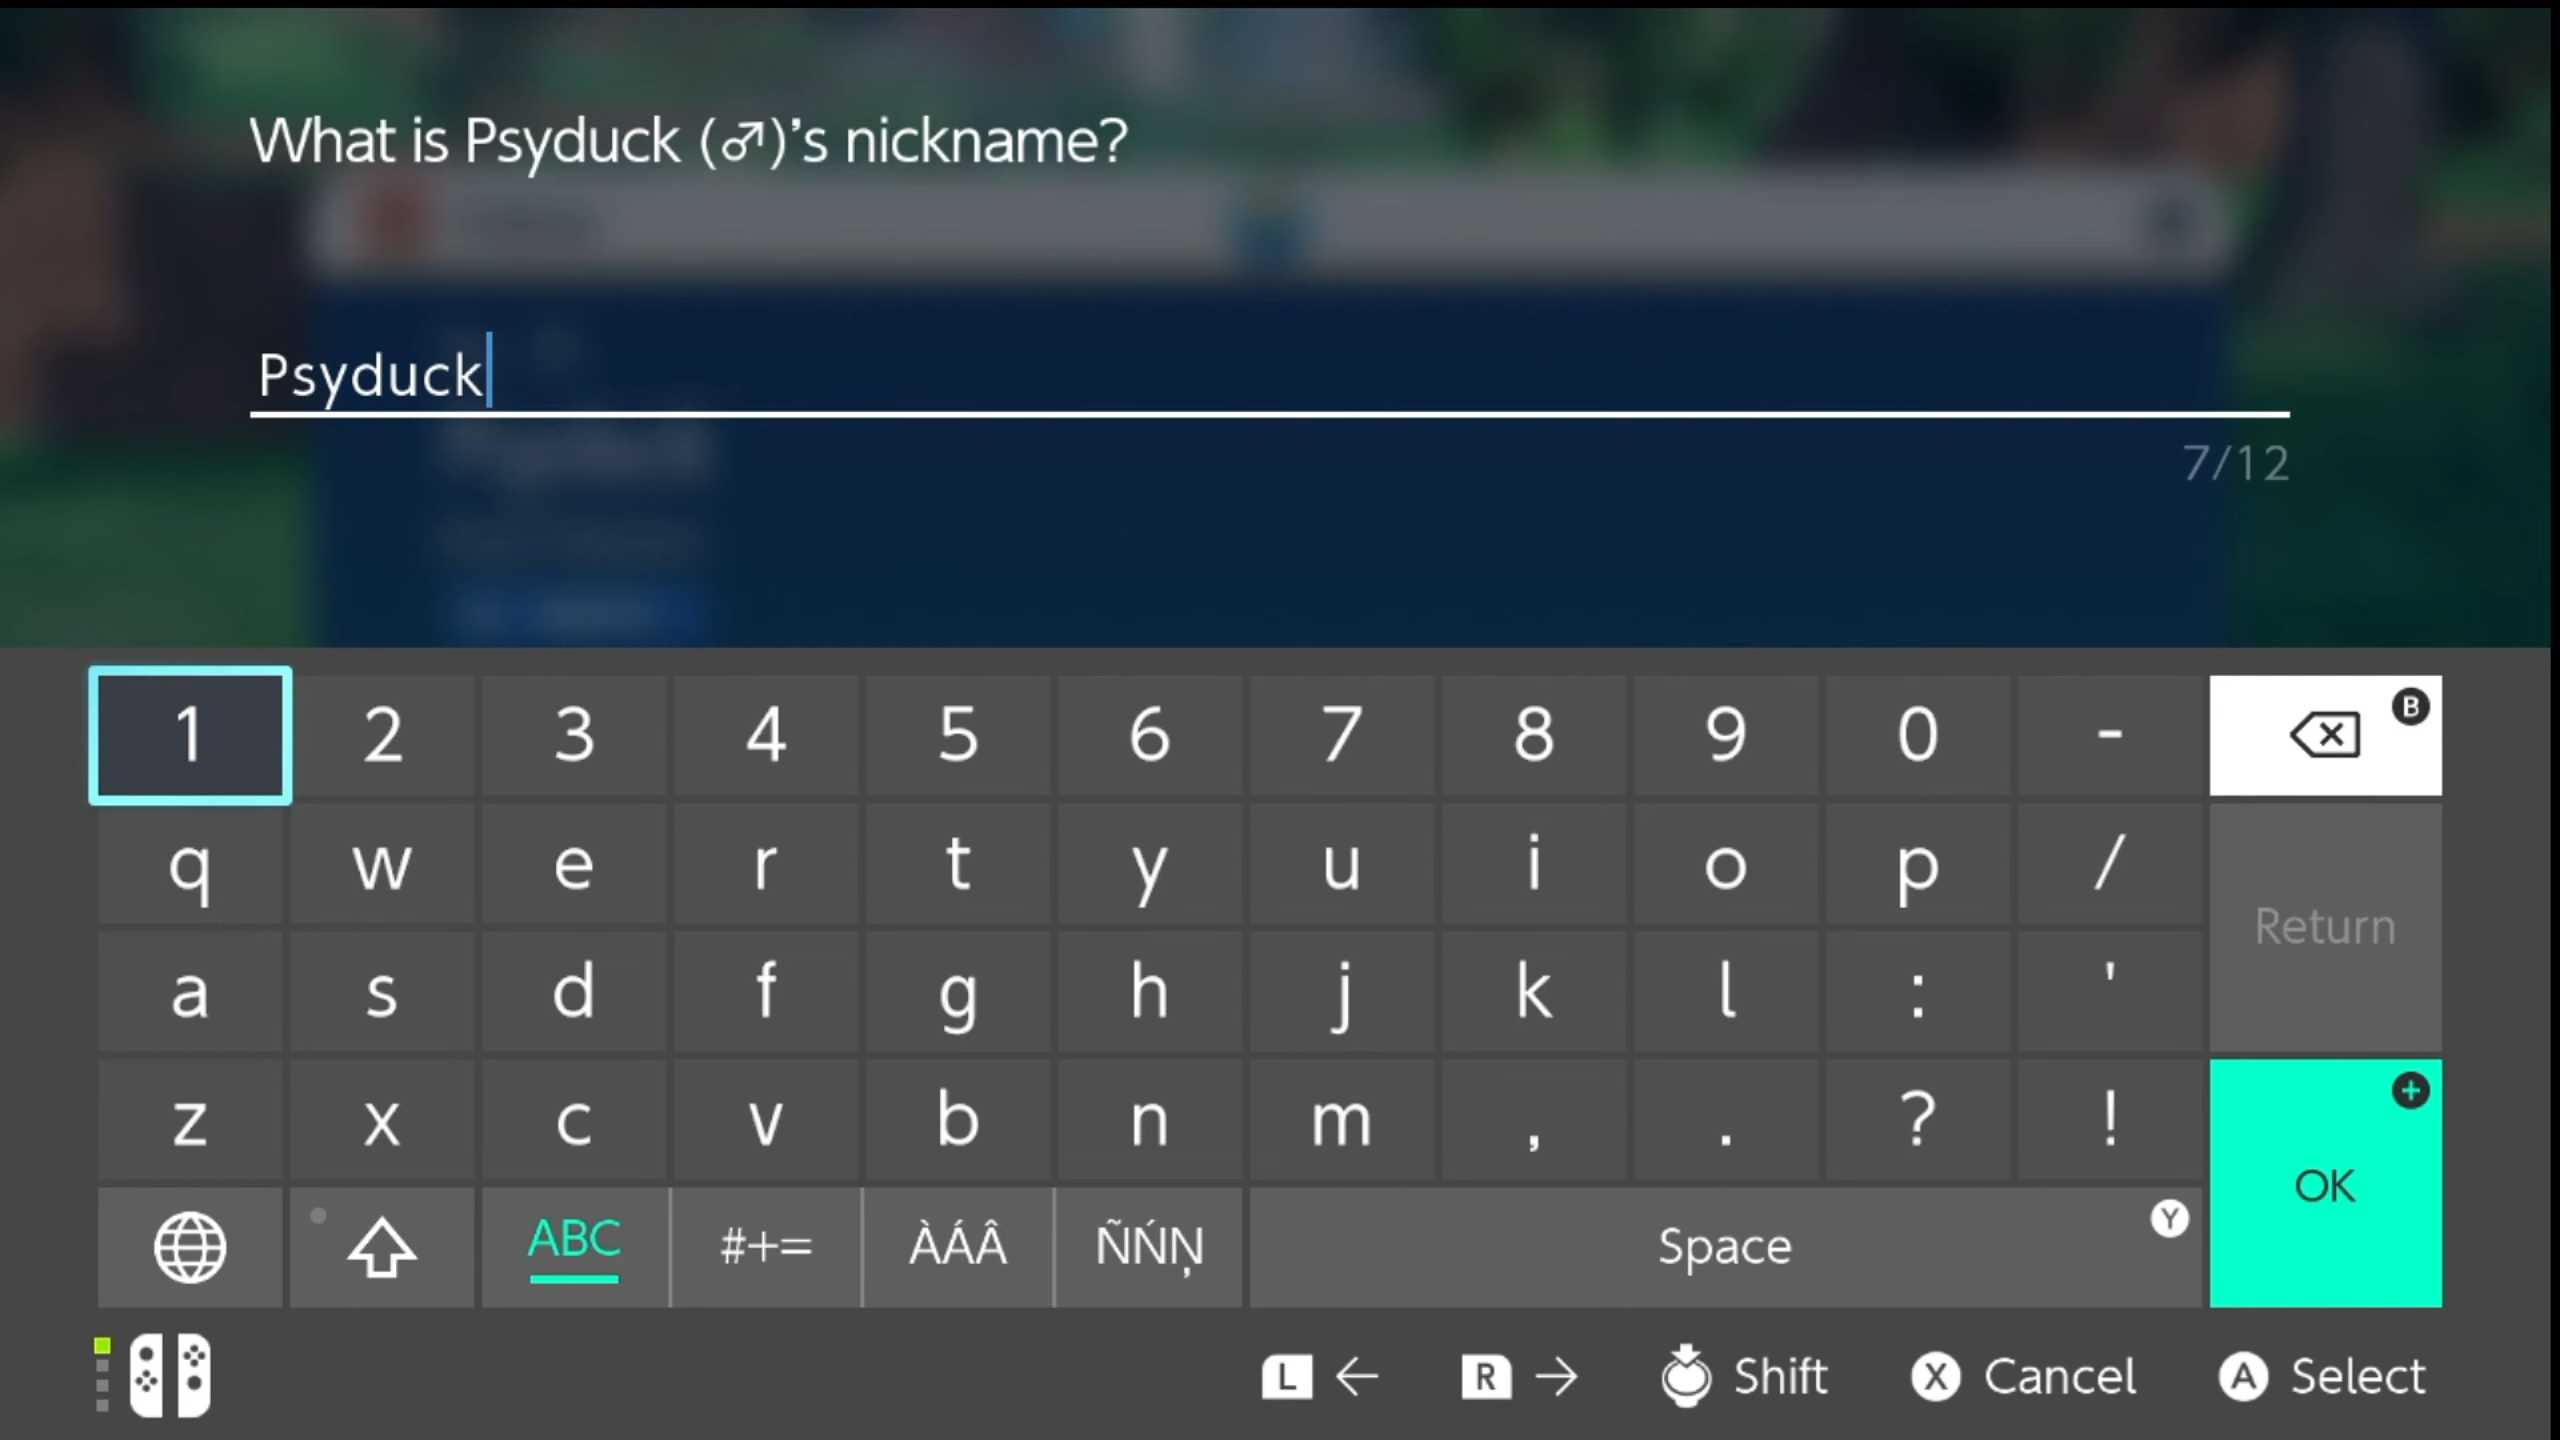 What is Psyduck (♂)’s nickname?
Psyduck
7/12
1 2 3 4 5 6 7 8 9 0 - B
q w e r t y u i o p /
Return
a s d f g h j k l : '
z x c v b n m , . ? ! +
OK
ABC #+= ÀÁÂ ÑŃŅ Space Y
L ← R → Shift X Cancel A Select